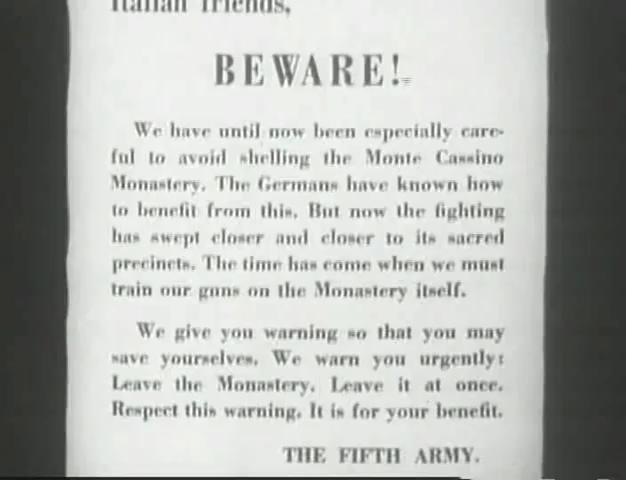 Italian friends,
BEWARE!
We have until now been especially care-
ful to avoid shelling the Monte Cassino
Monastery. The Germans have known how
to benefit from this. But now the fighting
has swept closer and closer to its sacred
precincts. The time has come when we must
train our guns on the Monastery itself.
We give you warning so that you may
save yourselves. We warn you urgently:
Leave the Monastery. Leave it at once.
Respect this warning. It is for your benefit.
THE FIFTH ARMY.